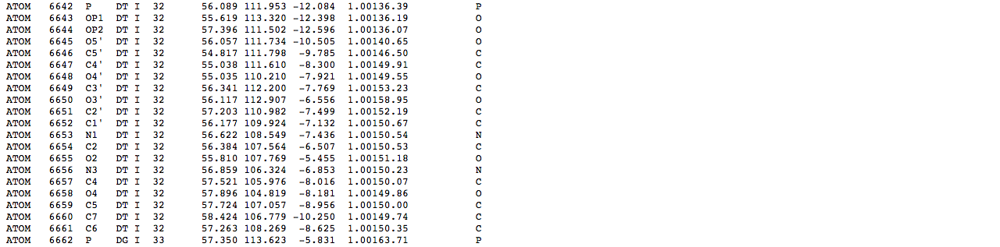 ATOM   6642  P    DT I  32      56.089 111.953 -12.084  1.00136.39           P
ATOM   6643  OP1  DT I  32      55.619 113.320 -12.398  1.00136.19           O
ATOM   6644  OP2  DT I  32      57.396 111.502 -12.596  1.00136.07           O
ATOM   6645  O5'  DT I  32      56.057 111.734 -10.505  1.00140.65           O
ATOM   6646  C5'  DT I  32      54.817 111.798  -9.785  1.00146.50           C
ATOM   6647  C4'  DT I  32      55.038 111.610  -8.300  1.00149.91           C
ATOM   6648  O4'  DT I  32      55.035 110.210  -7.921  1.00149.55           O
ATOM   6649  C3'  DT I  32      56.341 112.200  -7.769  1.00153.23           C
ATOM   6650  O3'  DT I  32      56.117 112.907  -6.556  1.00158.95           O
ATOM   6651  C2'  DT I  32      57.203 110.982  -7.499  1.00152.19           C
ATOM   6652  C1'  DT I  32      56.177 109.924  -7.132  1.00150.67           C
ATOM   6653  N1   DT I  32      56.622 108.549  -7.436  1.00150.54           N
ATOM   6654  C2   DT I  32      56.384 107.564  -6.507  1.00150.53           C
ATOM   6655  O2   DT I  32      55.810 107.769  -5.455  1.00151.18           O
ATOM   6656  N3   DT I  32      56.859 106.324  -6.853  1.00150.23           N
ATOM   6657  C4   DT I  32      57.521 105.976  -8.016  1.00150.07           C
ATOM   6658  O4   DT I  32      57.896 104.819  -8.181  1.00149.86           O
ATOM   6659  C5   DT I  32      57.724 107.057  -8.956  1.00150.00           C
ATOM   6660  C7   DT I  32      58.424 106.779 -10.250  1.00149.74           C
ATOM   6661  C6   DT I  32      57.263 108.269  -8.625  1.00150.35           C
ATOM   6662  P    DG I  33      57.350 113.623  -5.831  1.00163.71           P